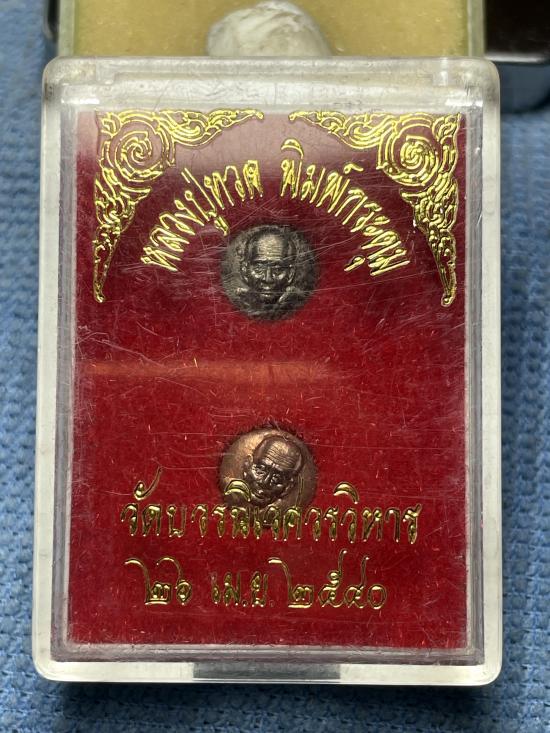 หลวงปู่ทวด พิมพ์กระดุม
วัดบวรนิเวศวรวิหาร
๒๖ เม.ย. ๒๕๔๐